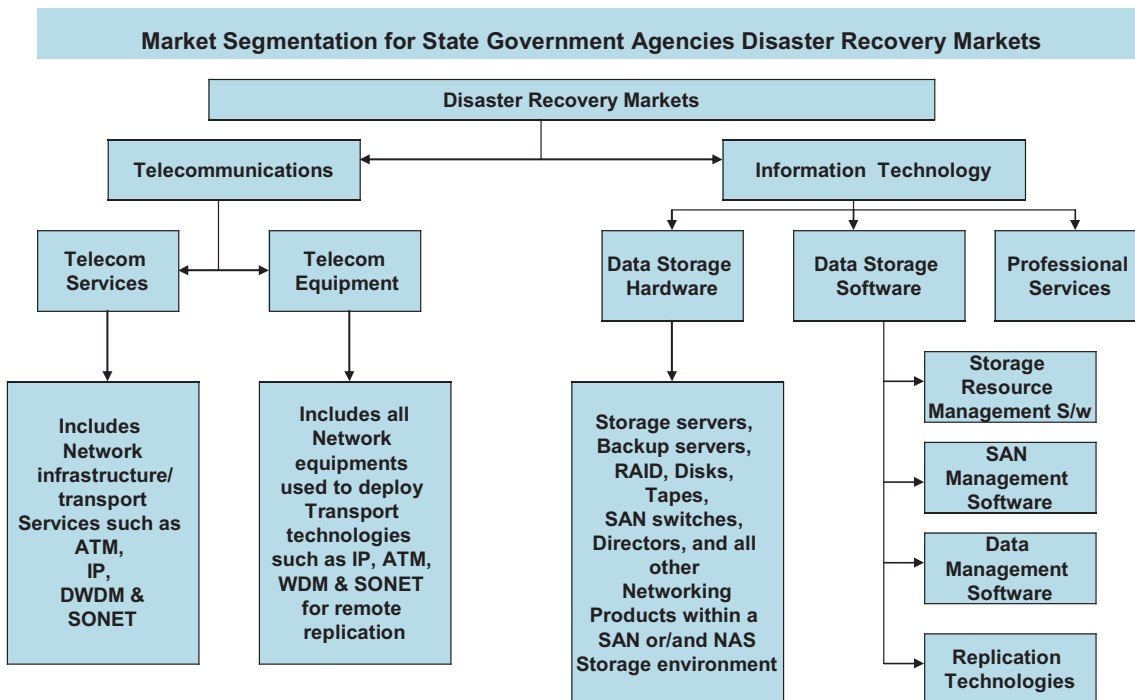 Market Segmentation for State Government Agencies Disaster Recovery Markets
Disaster Recovery Markets
Telecommunications
Information Technology
Telecom
Services
Telecom
Equipment
Data Storage
Hardware
Data Storage
Software
Professional
Services
Includes
Network
infrastructure/
transport
Services such as
ATM,
IP,
DWDM &
SONET
Includes all
Network
equipments
used to deploy
Transport
technologies
such as IP, ATM,
WDM & SONET
for remote
replication
Storage servers,
Backup servers,
RAID, Disks,
Tapes,
SAN switches,
Directors, and all
other
Networking
Products within a
SAN or/and NAS
Storage environment
Storage
Resource
Management S/w
SAN
Management
Software
Data
Management
Software
Replication
Technologies